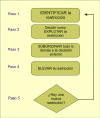 Paso 1
IDENTIFICAR la
restricción
Paso 2
Decidir como
EXPLOTAR la
restricción
Paso 3
SUBORDINAR todo
lo demás a la
decisión anterior
Paso 4
ELEVAR la restricción
Paso 5
¿Hay una
nueva
restricción?